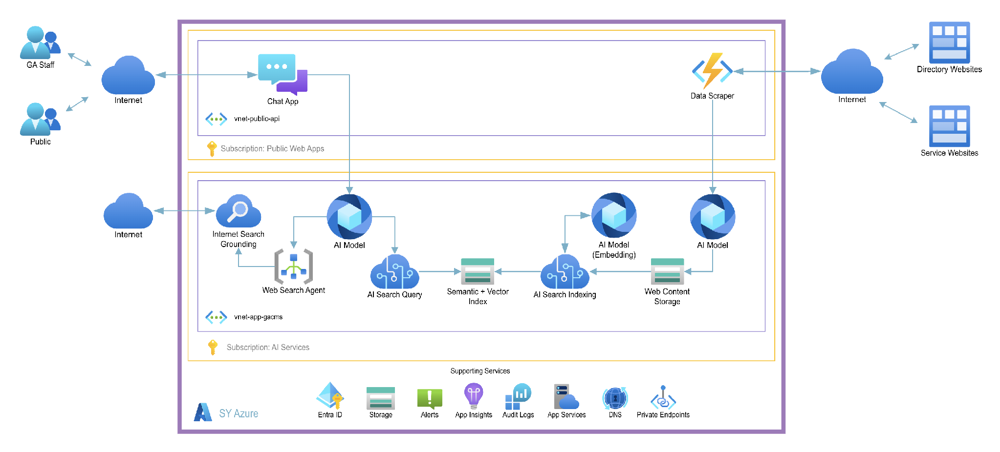 GA Staff
Internet
Public
Chat App
Data Scraper
vnet-public-api
Subscription: Public Web Apps
Internet
Directory Websites
Service Websites
Internet
Internet Search
Grounding
Web Search Agent
AI Model
AI Search Query
Semantic + Vector
Index
AI Search Indexing
AI Model
(Embedding)
AI Model
Web Content
Storage
vnet-app-gacms
Subscription: AI Services
Supporting Services
SY Azure
Entra ID
Storage
Alerts
App Insights
Audit Logs
App Services
DNS
Private Endpoints